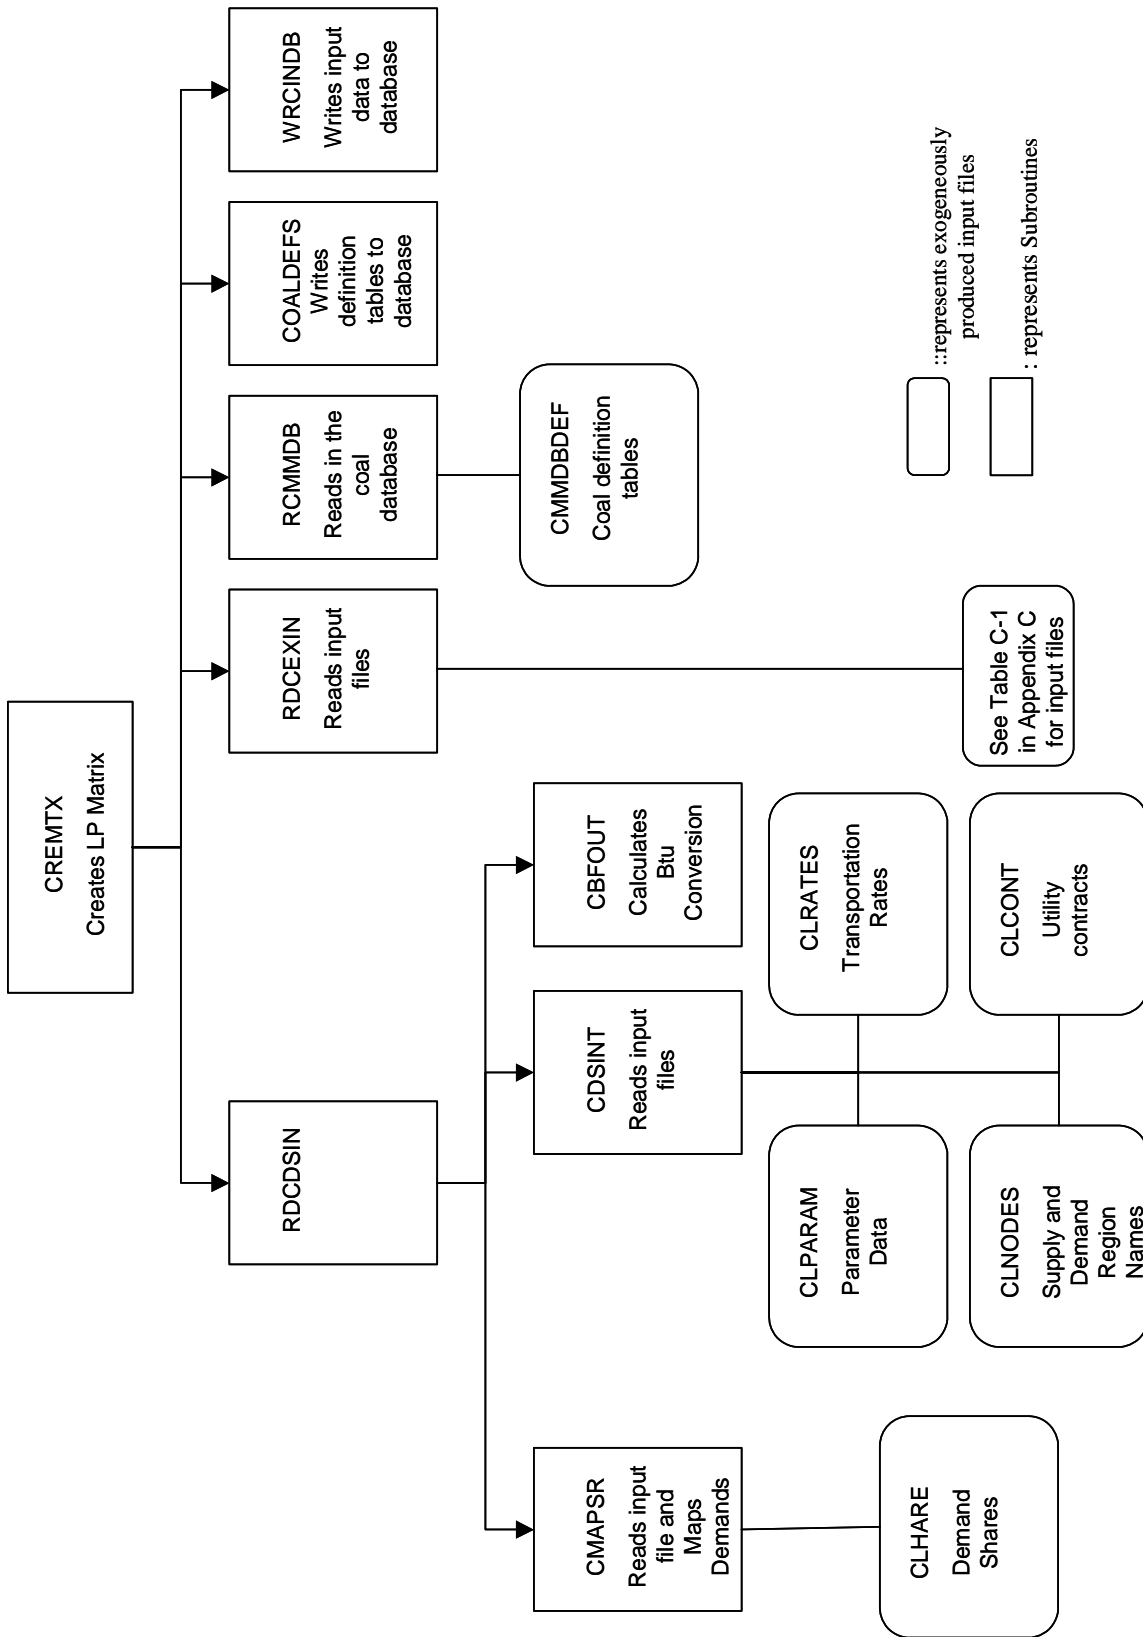 CREMTX
Creates LP Matrix
RDCDSIN
RDCEXIN
Reads input
files
RCMMDB
Reads in the
coal
database
COALDEFS
Writes
definition
tables to
database
WRCINDB
Writes input
data to
database
CMAPSR
Reads input
file and
Maps
Demands
CDSINT
Reads input
files
CBFOUT
Calculates
Btu
Conversion
CMMDBDEF
Coal definition
tables
CLHARE
Demand
Shares
CLPARAM
Parameter
Data
CLRATES
Transportation
Rates
CLNODES
Supply and
Demand
Region
Names
CLCONT
Utility
contracts
See Table C-1
in Appendix C
for input files
::represents exogeneously
produced input files
: represents Subroutines